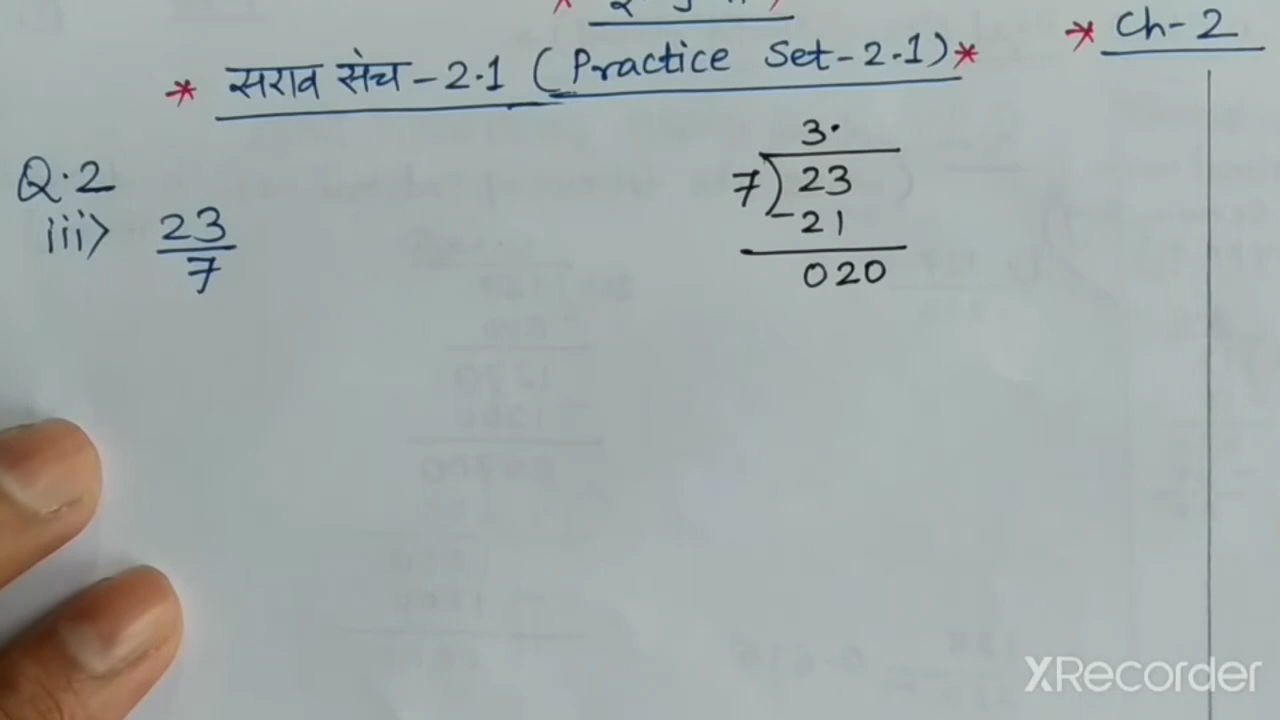 * सराव संच - 2.1 ( Practice Set - 2.1) *
* Ch - 2
Q.2
iii) 23/7
3.
7) 23
- 21
020
XRecorder